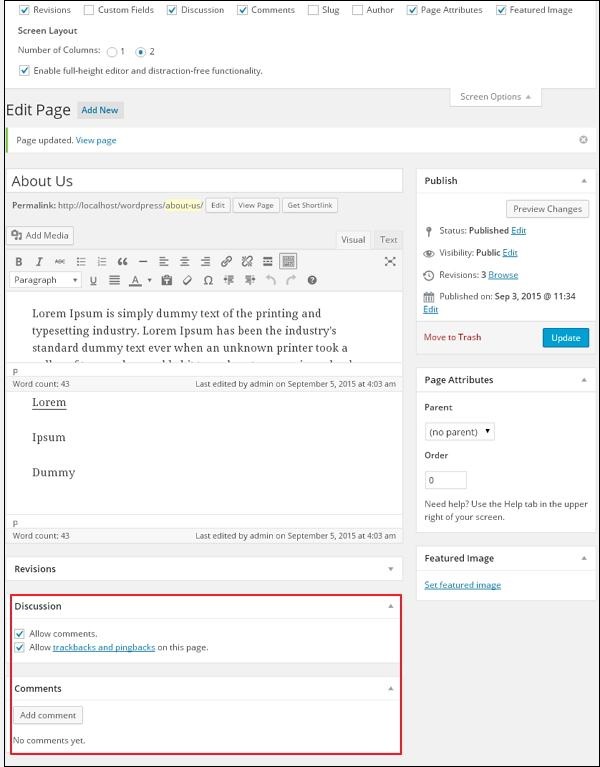 Revisions Custom Fields Discussion Comments Slug Author Page Attributes Featured Image
Screen Layout
Number of Columns: 1 2
Enable full-height editor and distraction-free functionality.
Screen Options
Edit Page Add New
Page updated. View page
About Us
Permalink: http://localhost/wordpress/about-us/ Edit View Page Get Shortlink
Add Media
Visual Text
B I ABC
Paragraph U A Ω
Lorem Ipsum is simply dummy text of the printing and
typesetting industry. Lorem Ipsum has been the industry's
standard dummy text ever when an unknown printer took a
p
Word count: 43 Last edited by admin on September 5, 2015 at 4:03 am
Lorem
Ipsum
Dummy
p
Word count: 43 Last edited by admin on September 5, 2015 at 4:03 am
Revisions
Discussion
Allow comments.
Allow trackbacks and pingbacks on this page.
Comments
Add comment
No comments yet.
Publish
Preview Changes
Status: Published Edit
Visibility: Public Edit
Revisions: 3 Browse
Published on: Sep 3, 2015 @ 11:34
Edit
Move to Trash Update
Page Attributes
Parent
(no parent)
Order
0
Need help? Use the Help tab in the upper
right of your screen.
Featured Image
Set featured image